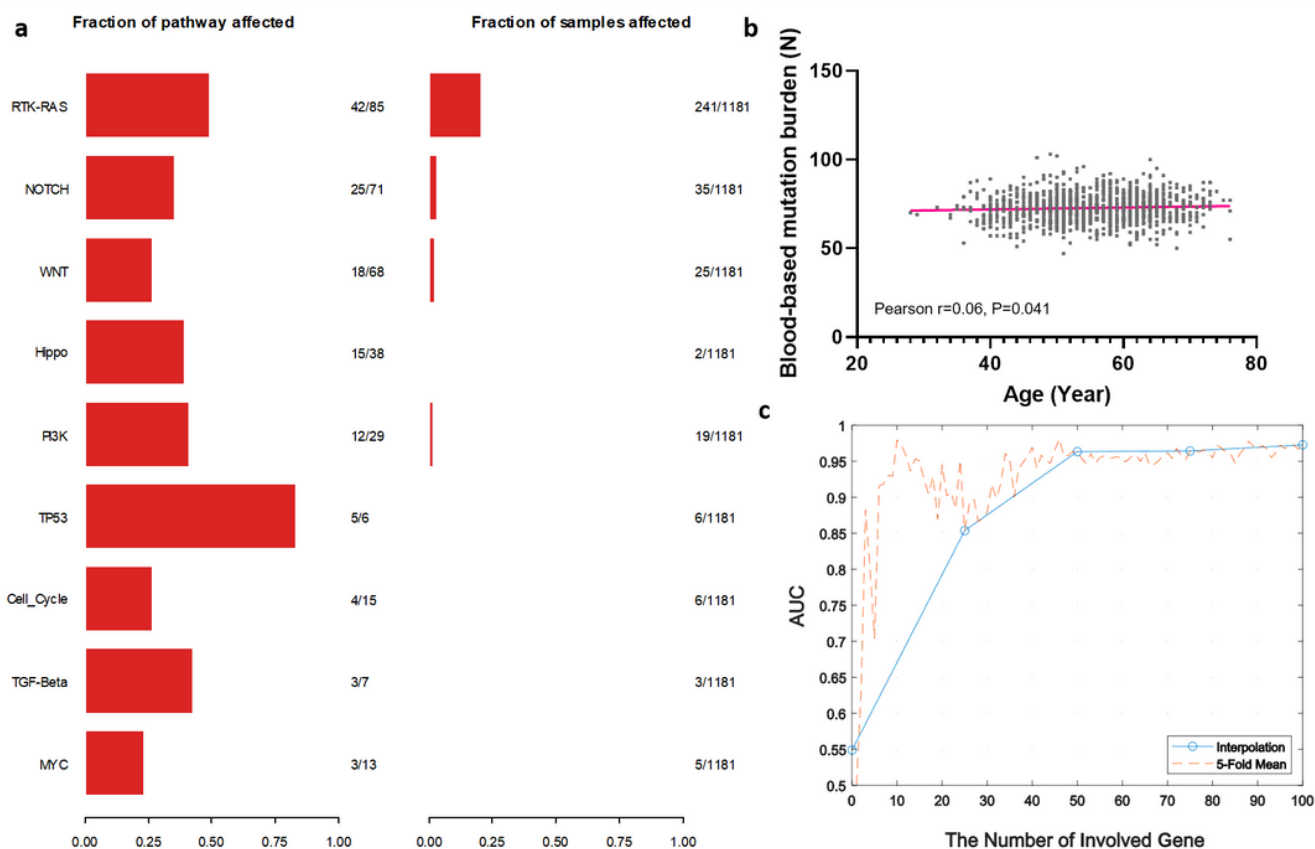 a
Fraction of pathway affected
Fraction of samples affected
RTK-RAS
42/85
241/1181
NOTCH
25/71
35/1181
WNT
18/68
25/1181
Hippo
15/38
2/1181
PI3K
12/29
19/1181
TP53
5/6
6/1181
Cell_Cycle
4/15
6/1181
TGF-Beta
3/7
3/1181
MYC
3/13
5/1181
0.00 0.25 0.50 0.75 1.00
0.00 0.25 0.50 0.75 1.00
b
Blood-based mutation burden (N)
150
100
50
0
Pearson r=0.06, P=0.041
20 40 60 80
Age (Year)
c
AUC
1
0.95
0.9
0.85
0.8
0.75
0.7
0.65
0.6
0.55
0.5
Interpolation
5-Fold Mean
0 10 20 30 40 50 60 70 80 90 100
The Number of Involved Gene